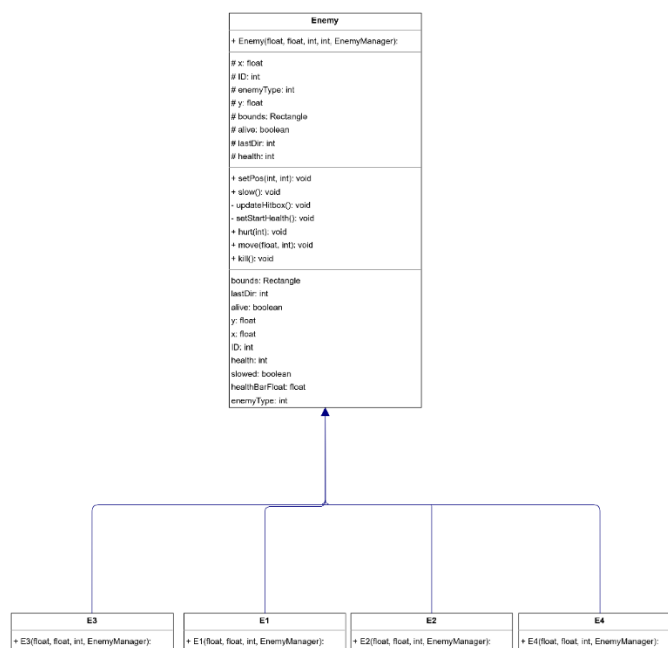 Enemy
+ Enemy(float, float, int, int, EnemyManager):
# x: float
# ID: int
# enemyType: int
# y: float
# bounds: Rectangle
# alive: boolean
# lastDir: int
# health: int
+ setPos(int, int): void
+ slow(): void
- updateHitbox(): void
- setStartHealth(): void
+ hurt(int): void
+ move(float, int): void
+ kill(): void
bounds: Rectangle
lastDir: int
alive: boolean
y: float
x: float
ID: int
health: int
slowed: boolean
healthBarFloat: float
enemyType: int
E3
+ E3(float, float, int, EnemyManager):
E1
+ E1(float, float, int, EnemyManager):
E2
+ E2(float, float, int, EnemyManager):
E4
+ E4(float, float, int, EnemyManager):